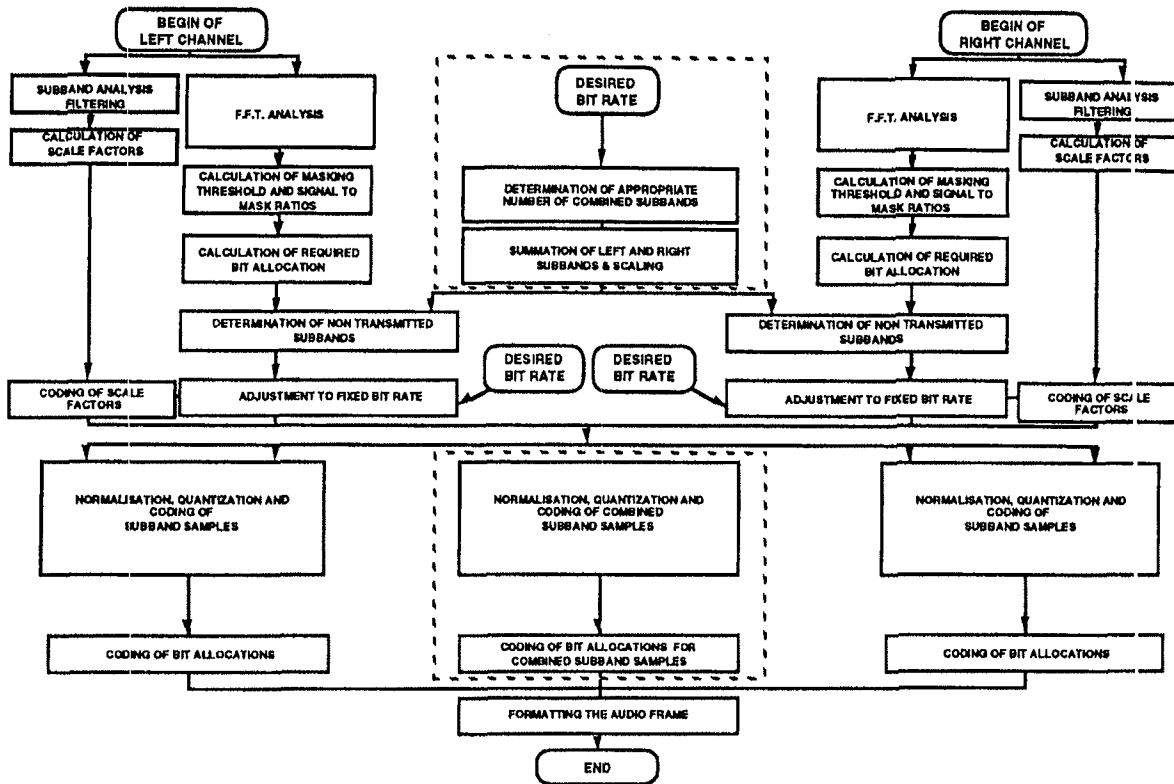 BEGIN OF
LEFT CHANNEL
BEGIN OF
RIGHT CHANNEL
SUBBAND ANALYSIS
FILTERING
F.F.T. ANALYSIS
DESIRED
BIT RATE
F.F.T. ANALYSIS
SUBBAND ANALYSIS
FILTERING
CALCULATION OF
SCALE FACTORS
CALCULATION OF
SCALE FACTORS
CALCULATION OF MASKING
THRESHOLD AND SIGNAL TO
MASK RATIOS
DETERMINATION OF APPROPRIATE
NUMBER OF COMBINED SUBBANDS
CALCULATION OF MASKING
THRESHOLD AND SIGNAL TO
MASK RATIOS
CALCULATION OF REQUIRED
BIT ALLOCATION
SUMMATION OF LEFT AND RIGHT
SUBBANDS & SCALING
CALCULATION OF REQUIRED
BIT ALLOCATION
DETERMINATION OF NON TRANSMITTED
SUBBANDS
DETERMINATION OF NON TRANSMITTED
SUBBANDS
DESIRED
BIT RATE
DESIRED
BIT RATE
CODING OF SCALE
FACTORS
ADJUSTMENT TO FIXED BIT RATE
ADJUSTMENT TO FIXED BIT RATE
CODING OF SCALE
FACTORS
NORMALISATION, QUANTIZATION AND
CODING OF
SUBBAND SAMPLES
NORMALISATION, QUANTIZATION AND
CODING OF COMBINED
SUBBAND SAMPLES
NORMALISATION, QUANTIZATION AND
CODING OF
SUBBAND SAMPLES
CODING OF BIT ALLOCATIONS
CODING OF BIT ALLOCATIONS FOR
COMBINED SUBBAND SAMPLES
CODING OF BIT ALLOCATIONS
FORMATTING THE AUDIO FRAME
END